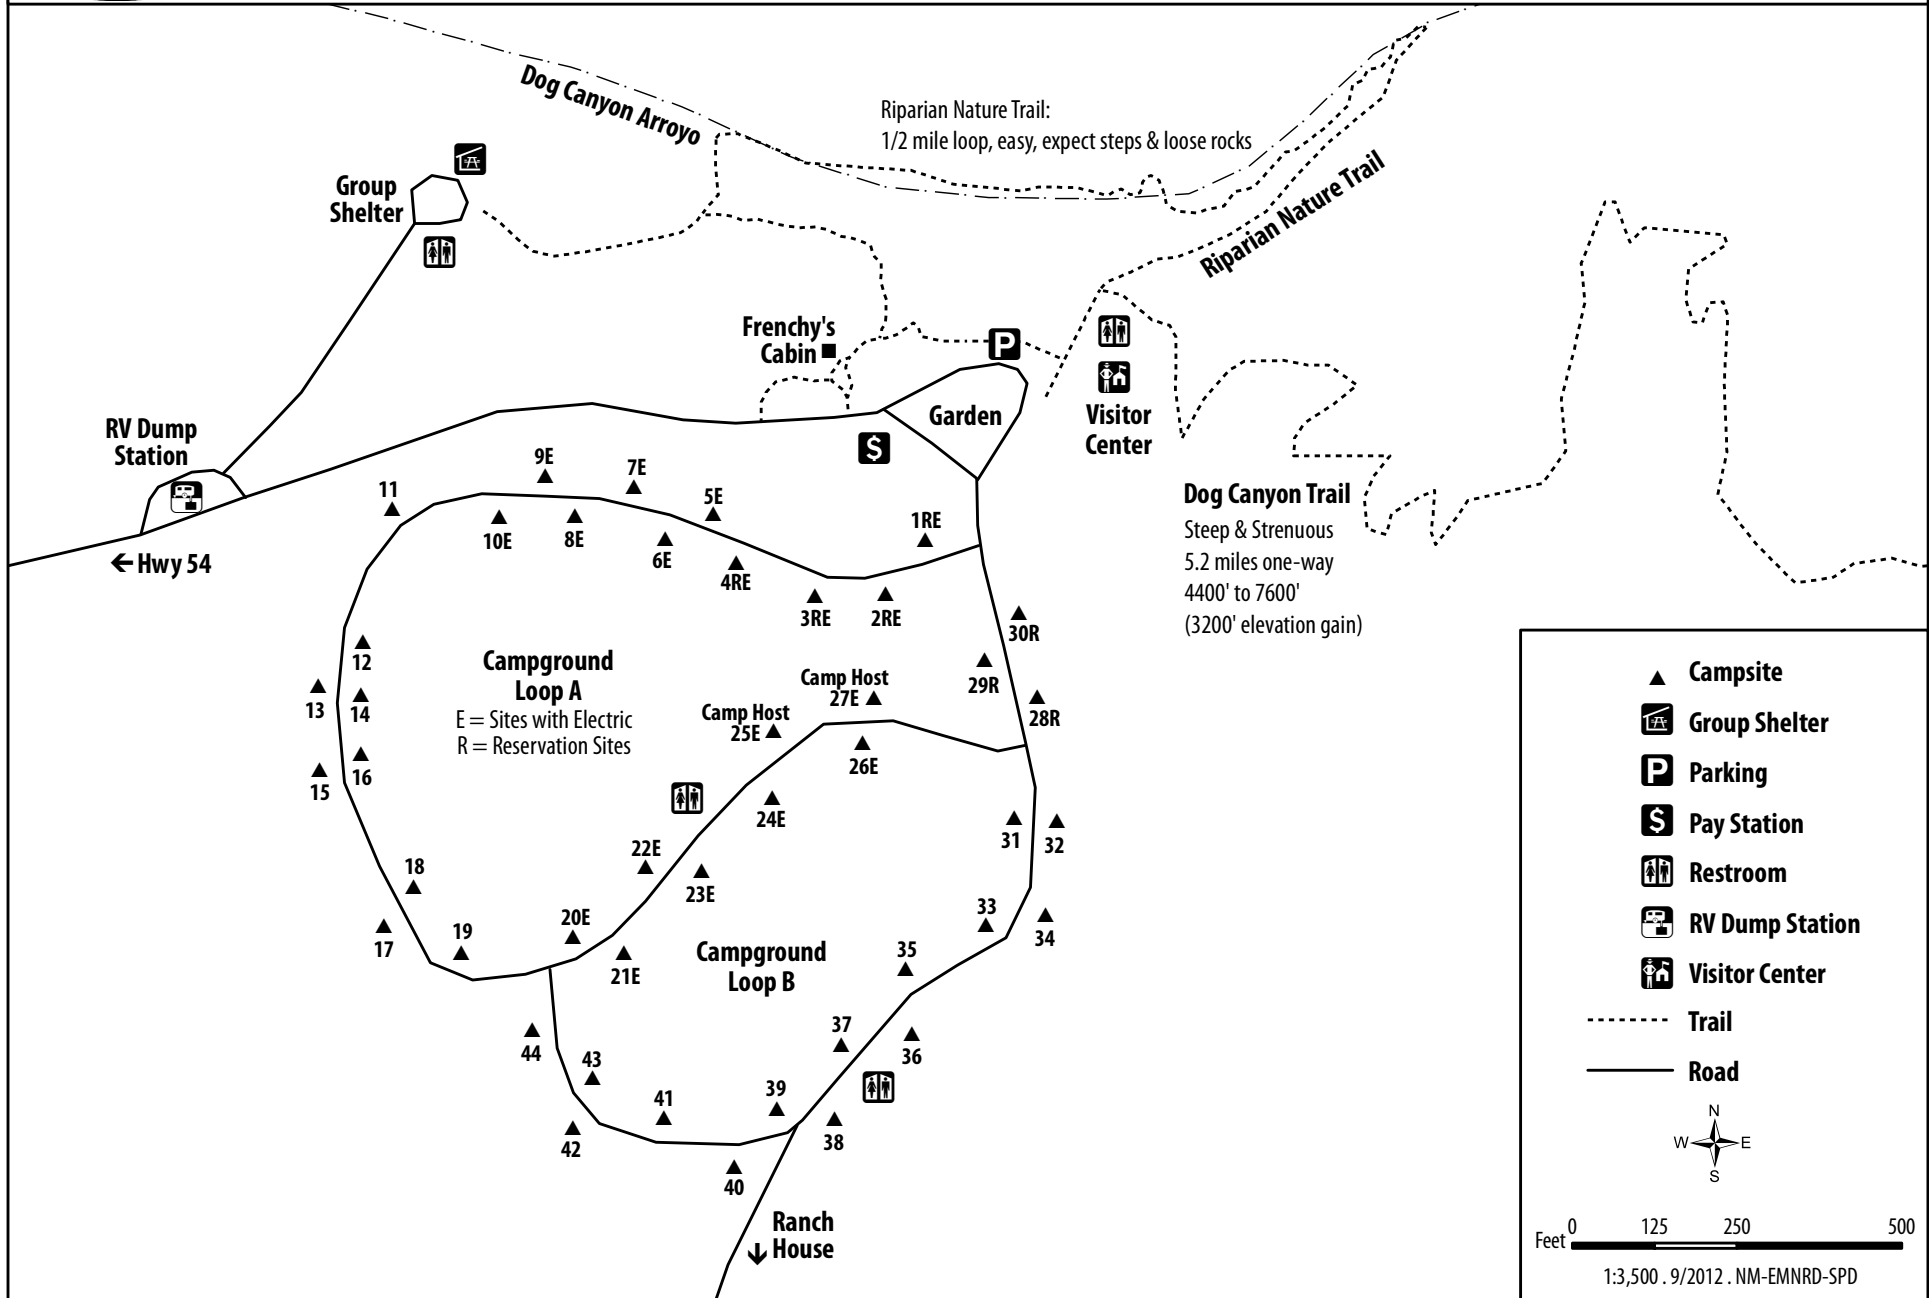 Dog Canyon Arroyo
Riparian Nature Trail:
1/2 mile loop, easy, expect steps & loose rocks
Riparian Nature Trail
Group
Shelter
Frenchy's
Cabin
P
Garden
$
Visitor
Center
RV Dump
Station
← Hwy 54
Dog Canyon Trail
Steep & Strenuous
5.2 miles one-way
4400' to 7600'
(3200' elevation gain)
11
9E
7E
5E
1RE
10E
8E
6E
4RE
3RE
2RE
30R
29R
28R
12
13
14
15
16
Campground
Loop A
E = Sites with Electric
R = Reservation Sites
Camp Host
27E
Camp Host
25E
26E
24E
22E
23E
31
32
18
17
19
20E
21E
33
34
35
Campground
Loop B
37
36
44
43
41
39
42
38
40
Ranch
House
Campsite
Group Shelter
P Parking
$ Pay Station
Restroom
RV Dump Station
Visitor Center
Trail
Road
N
W E
S
0 125 250 500
Feet
1:3,500 . 9/2012 . NM-EMNRD-SPD